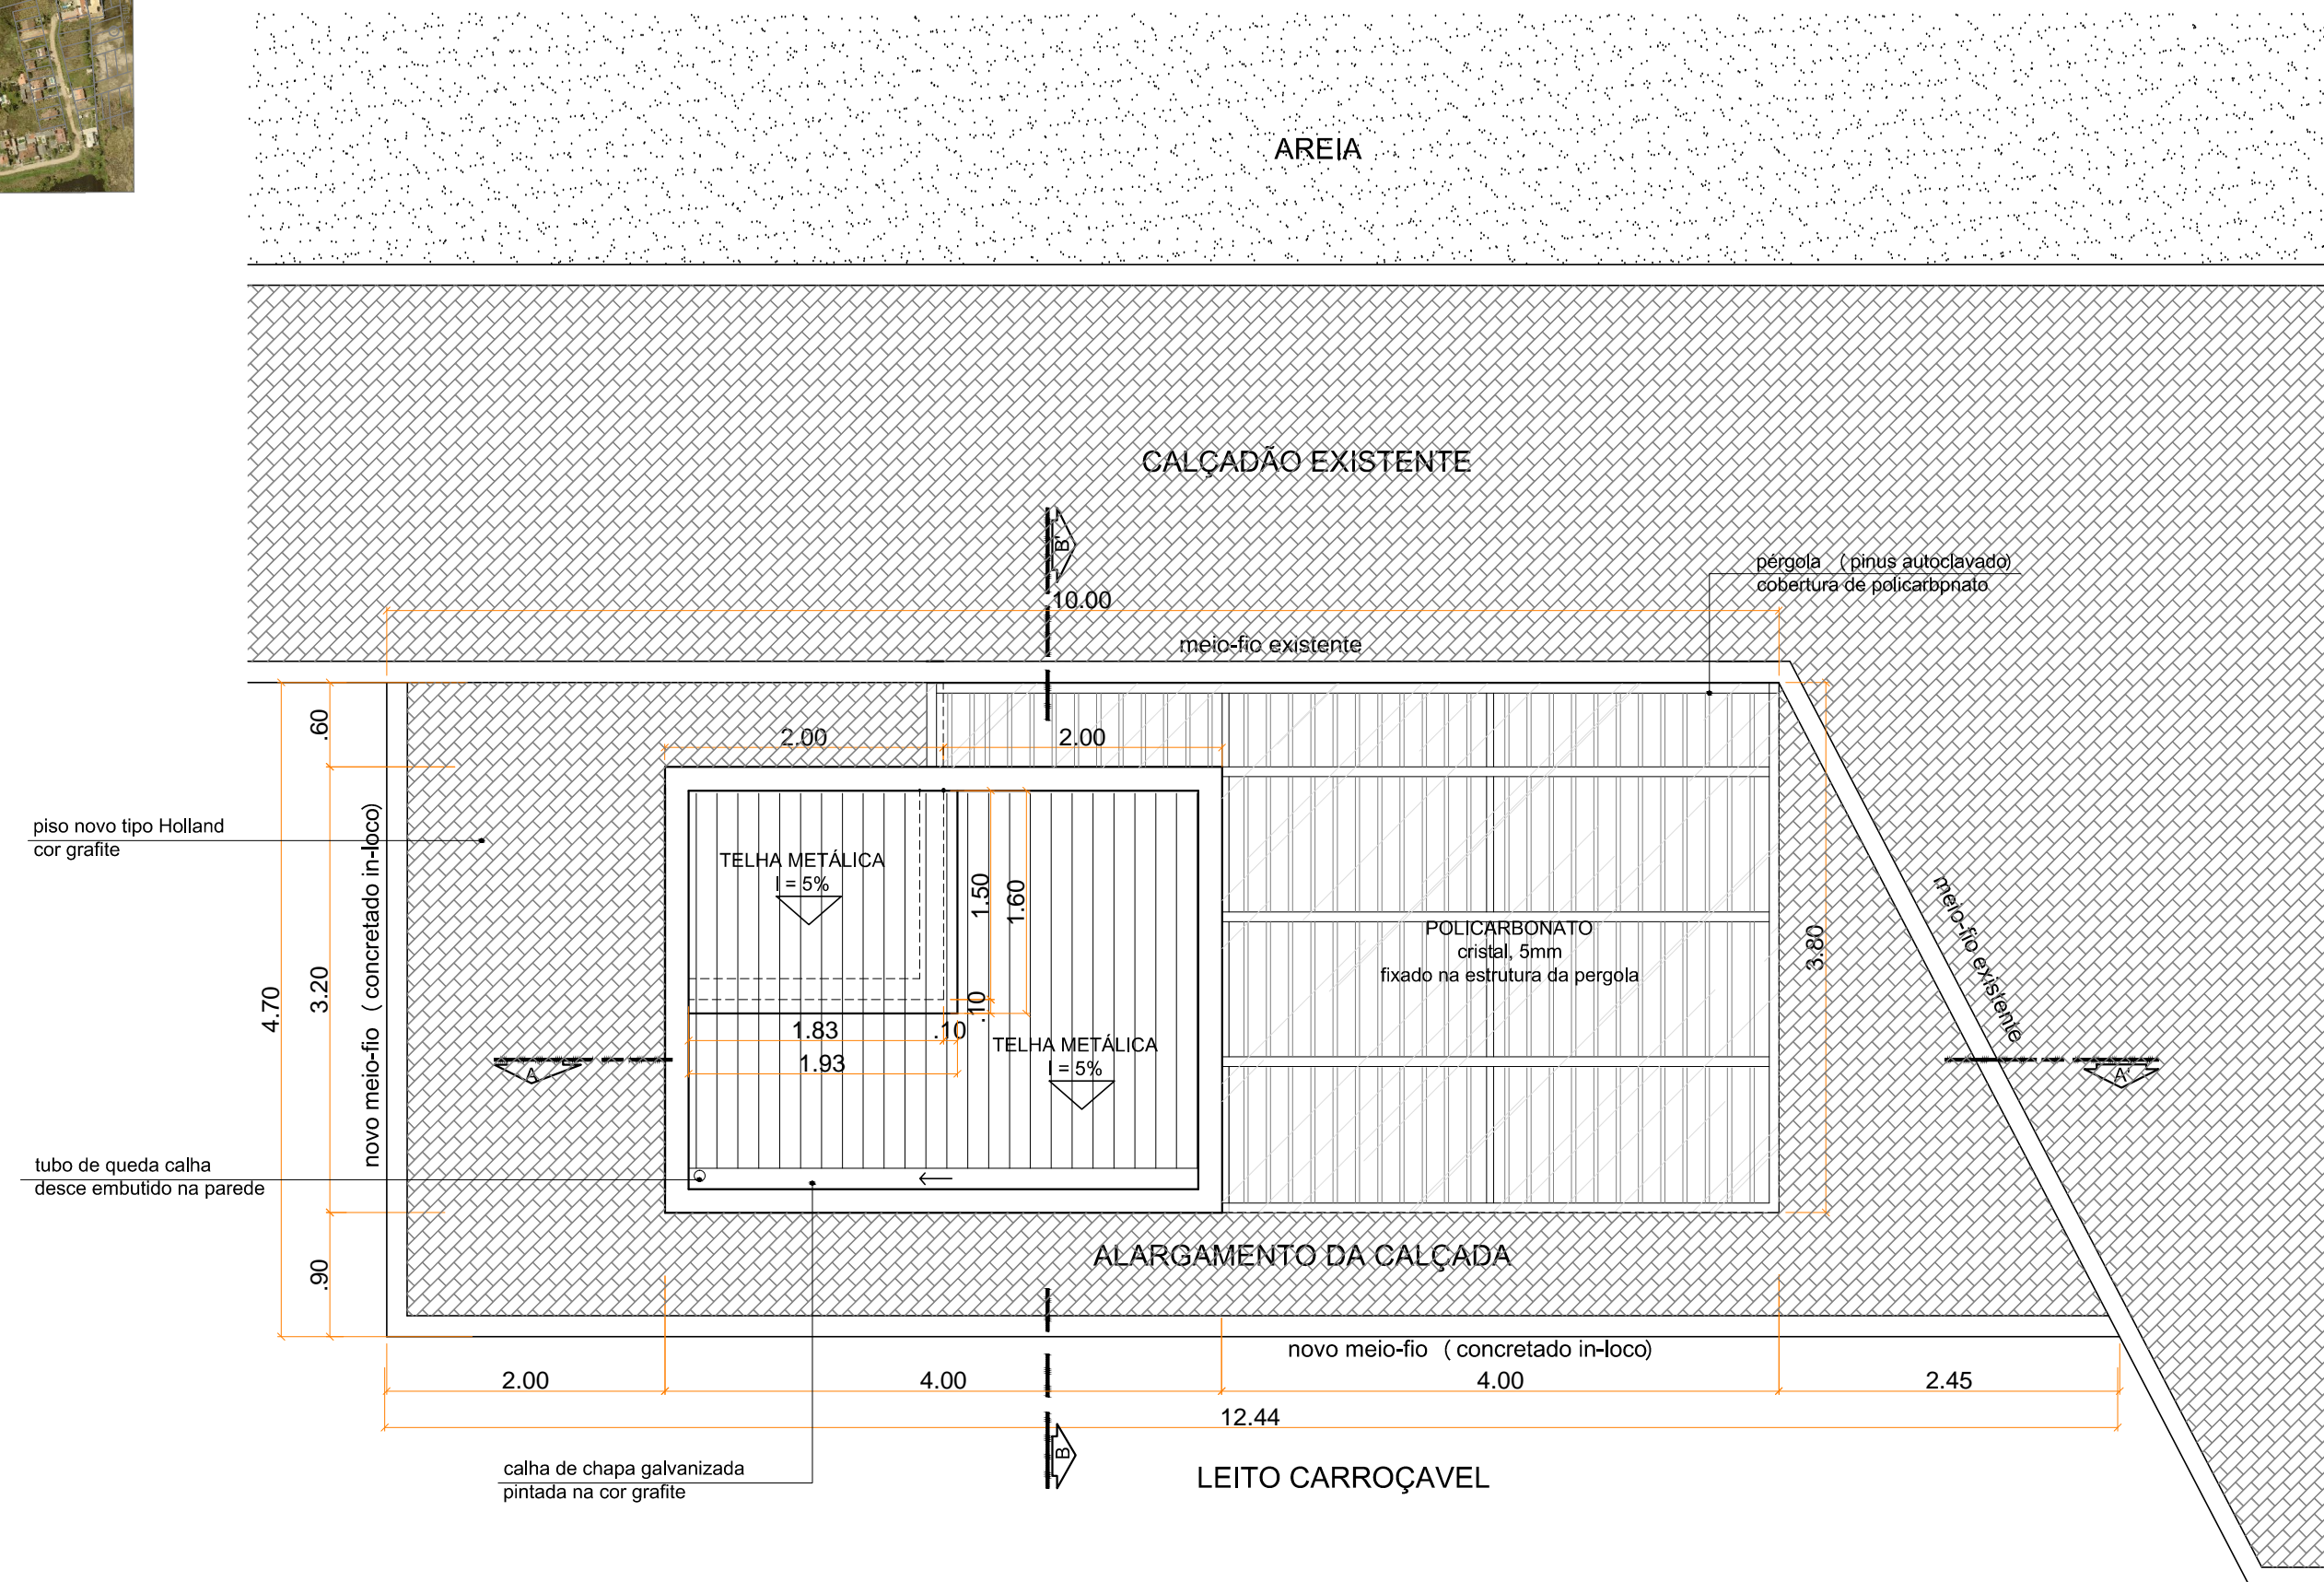 AREIA
CALÇADÃO EXISTENTE
B'
pérgola (pinus autoclavado)
cobertura de policarbpnato
10.00
meio-fio existente
.60
2.00
2.00
piso novo tipo Holland
cor grafite
novo meio-fio (concretado in-loco)
TELHA METÁLICA
I = 5%
1.50
1.60
meio-fio existente
POLICARBONATO
cristal, 5mm
fixado na estrutura da pergola
3.80
4.70
3.20
.10
1.83
.10
TELHA METÁLICA
I = 5%
1.93
A
A'
tubo de queda calha
desce embutido na parede
.90
ALARGAMENTO DA CALÇADA
novo meio-fio (concretado in-loco)
2.00
4.00
4.00
2.45
12.44
B
calha de chapa galvanizada
pintada na cor grafite
LEITO CARROÇAVEL